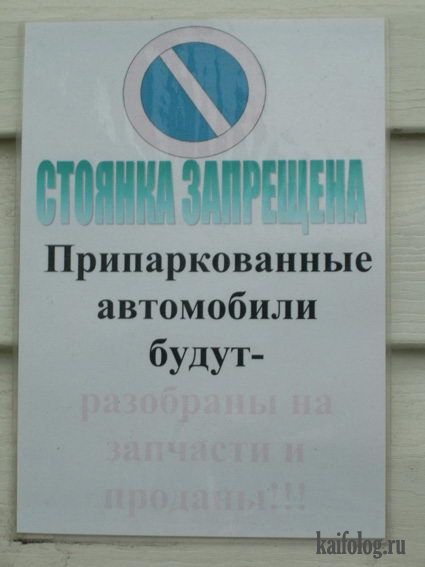 СТОЯНКА ЗАПРЕЩЕНА
Припаркованные
автомобили
будут-
разобраны на
запчасти и
проданы!!!
kaifolog.ru